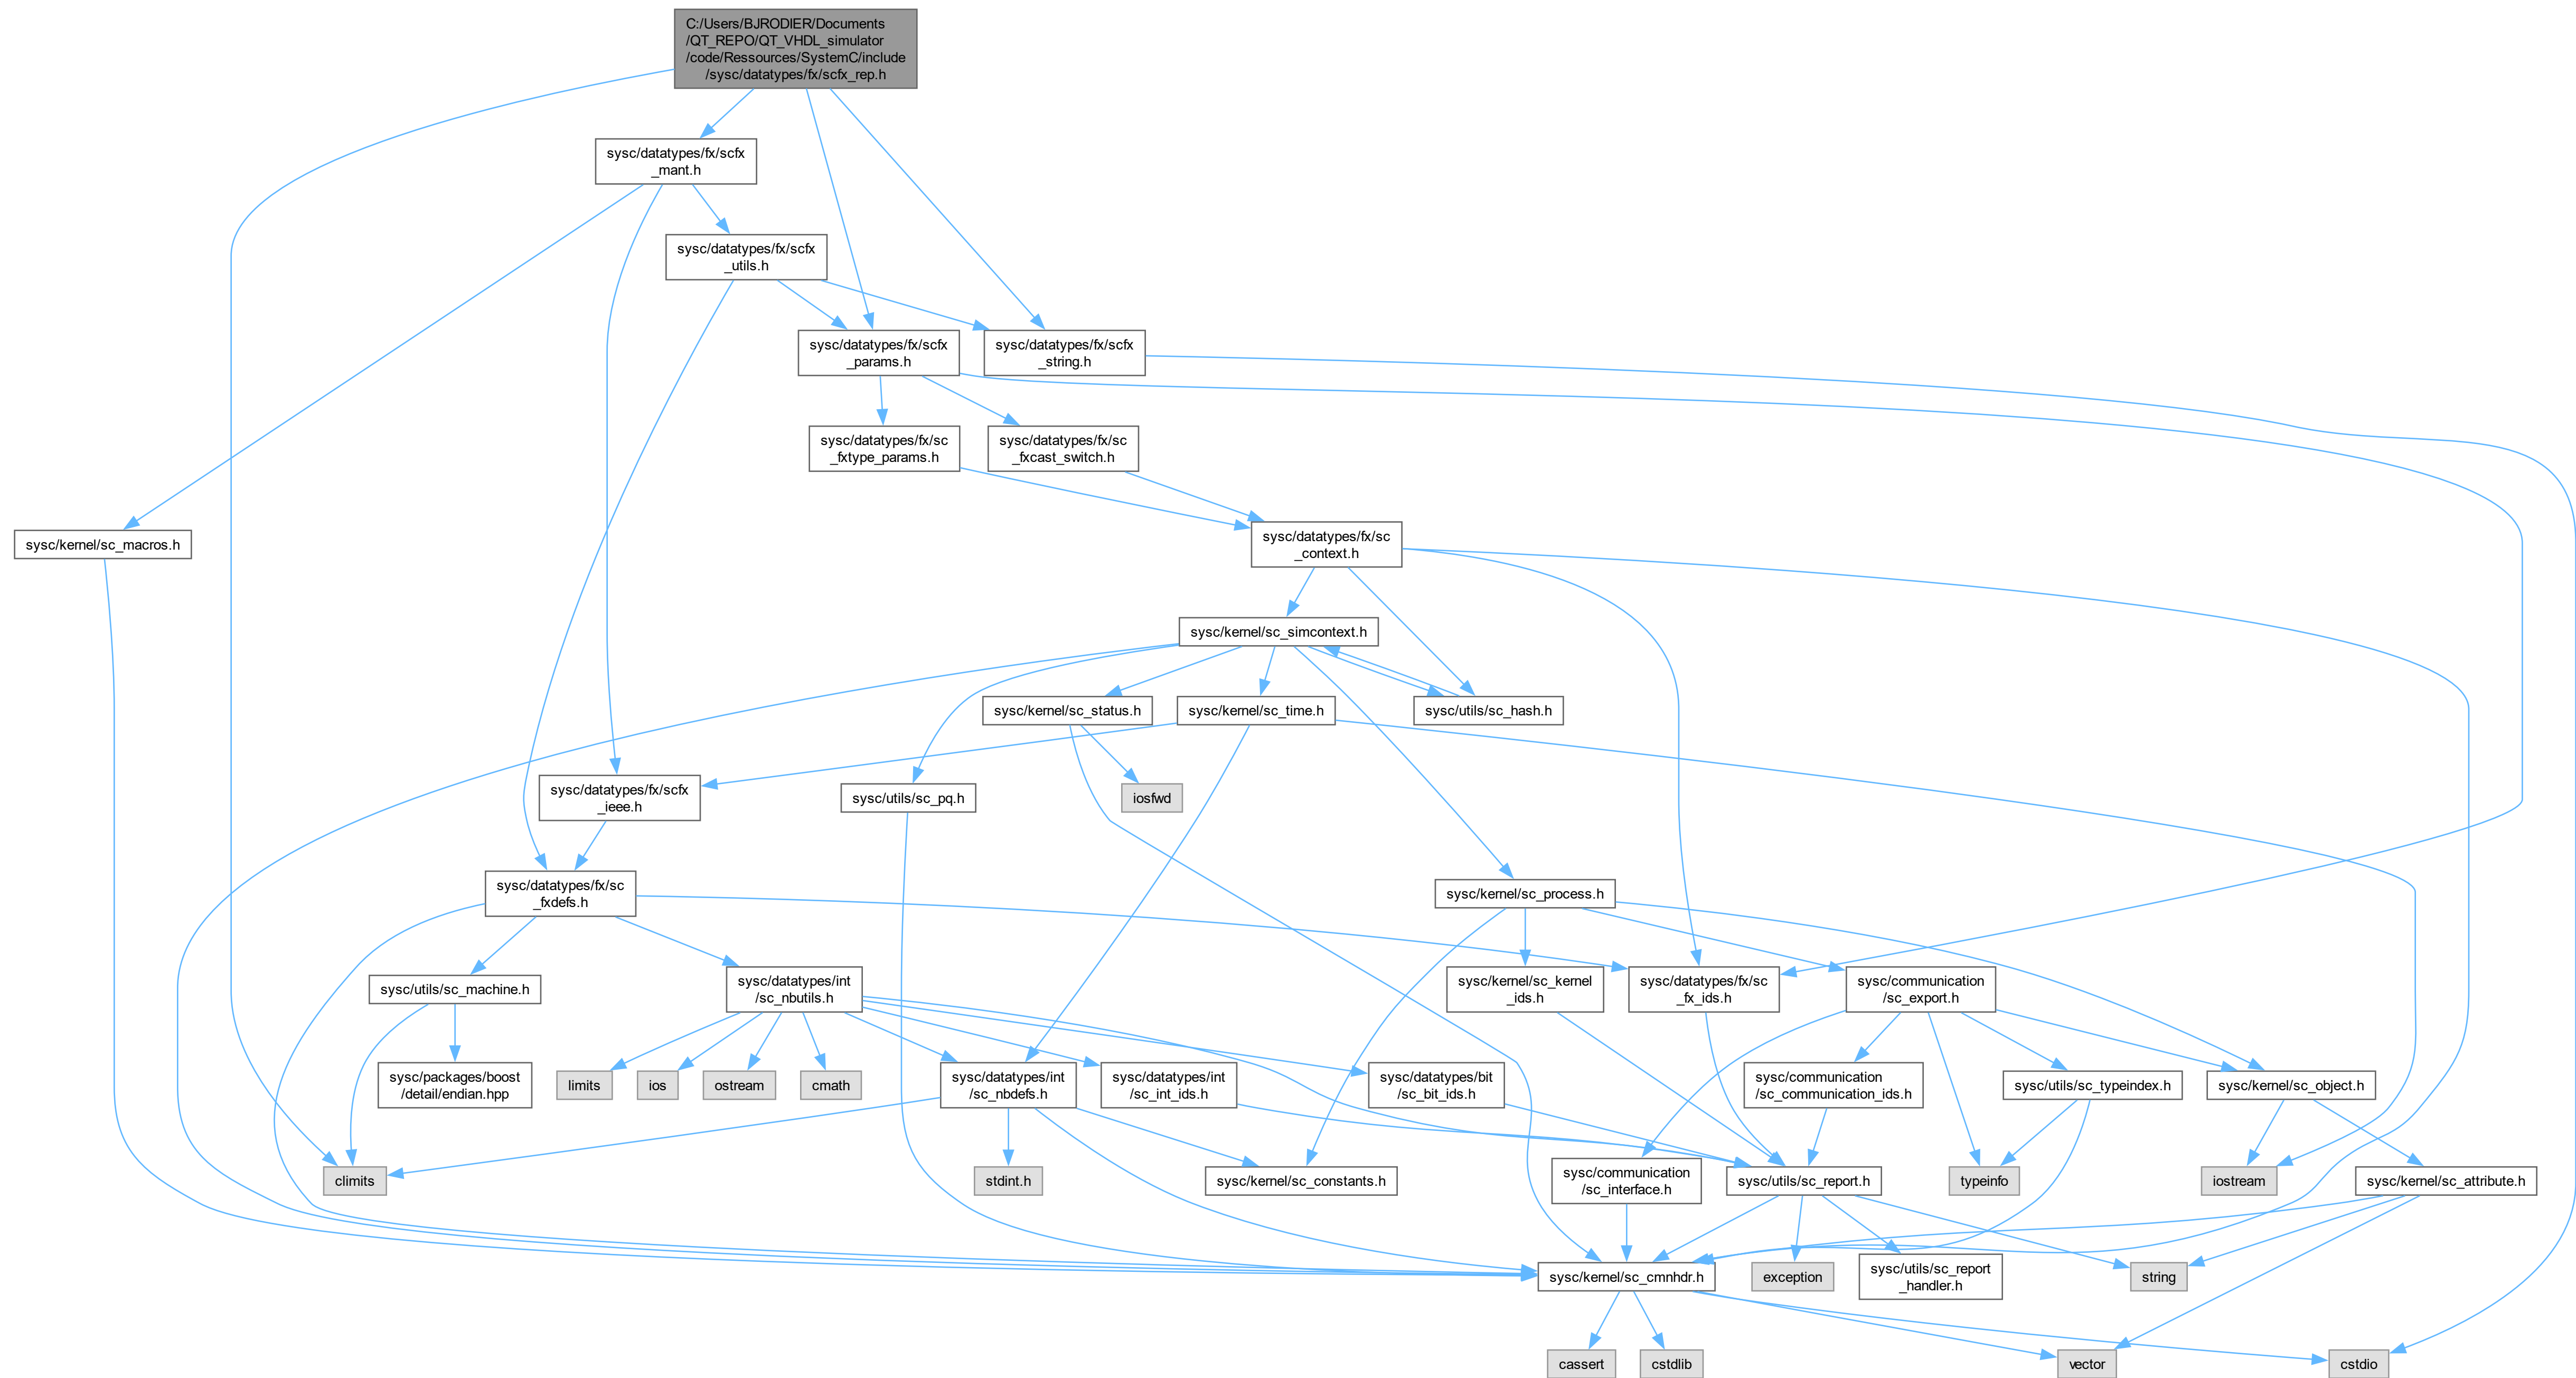 C:/Users/BJRODIER/Documents
/QT_REPO/QT_VHDL_simulator
/code/Ressources/SystemC/include
/sysc/datatypes/fx/scfx_rep.h
sysc/datatypes/fx/scfx
_mant.h
sysc/datatypes/fx/scfx
_utils.h
sysc/datatypes/fx/scfx
_params.h
sysc/datatypes/fx/scfx
_string.h
sysc/datatypes/fx/sc
_fxtype_params.h
sysc/datatypes/fx/sc
_fxcast_switch.h
sysc/kernel/sc_macros.h
sysc/datatypes/fx/sc
_context.h
sysc/kernel/sc_simcontext.h
sysc/kernel/sc_status.h
sysc/kernel/sc_time.h
sysc/utils/sc_hash.h
sysc/datatypes/fx/scfx
_ieee.h
sysc/utils/sc_pq.h
iosfwd
sysc/datatypes/fx/sc
_fxdefs.h
sysc/kernel/sc_process.h
sysc/utils/sc_machine.h
sysc/datatypes/int
/sc_nbutils.h
sysc/kernel/sc_kernel
_ids.h
sysc/datatypes/fx/sc
_fx_ids.h
sysc/communication
/sc_export.h
sysc/packages/boost
/detail/endian.hpp
limits
ios
ostream
cmath
sysc/datatypes/int
/sc_nbdefs.h
sysc/datatypes/int
/sc_int_ids.h
sysc/datatypes/bit
/sc_bit_ids.h
sysc/communication
/sc_communication_ids.h
sysc/utils/sc_typeindex.h
sysc/kernel/sc_object.h
climits
stdint.h
sysc/kernel/sc_constants.h
sysc/communication
/sc_interface.h
sysc/utils/sc_report.h
typeinfo
iostream
sysc/kernel/sc_attribute.h
sysc/kernel/sc_cmnhdr.h
exception
sysc/utils/sc_report
_handler.h
string
cassert
cstdlib
vector
cstdio